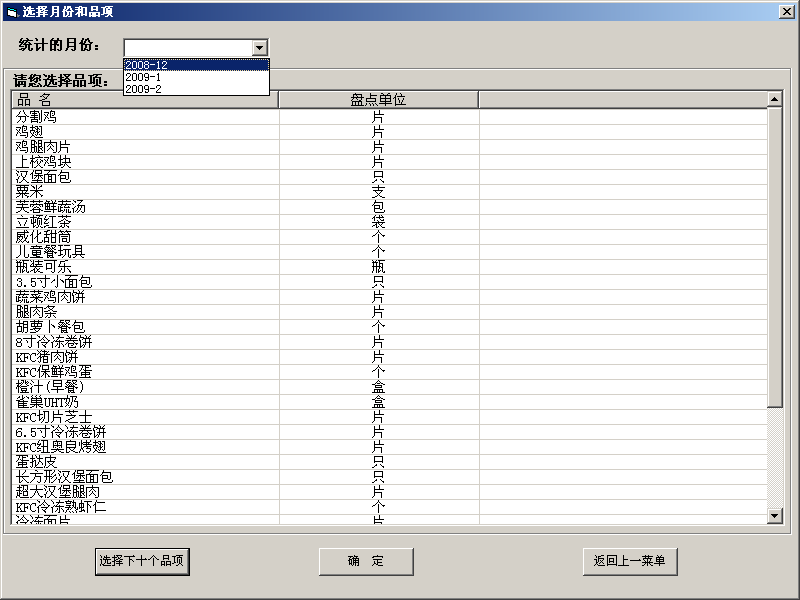 选择月份和品项
统计的月份:
2008-12
2009-1
2009-2
请您选择品项:
品 名 盘点单位
分割鸡 片
鸡翅 片
鸡腿肉片 片
上校鸡块 片
汉堡面包 只
粟米 支
芙蓉鲜蔬汤 包
立顿红茶 袋
威化甜筒 个
儿童餐玩具 个
瓶装可乐 瓶
3.5寸小面包 只
蔬菜鸡肉饼 片
腿肉条 片
胡萝卜餐包 个
8寸冷冻卷饼 片
KFC猪肉饼 片
KFC保鲜鸡蛋 个
橙汁(早餐) 盒
雀巢UHT奶 盒
KFC切片芝士 片
6.5寸冷冻卷饼 片
KFC纽奥良烤翅 片
蛋挞皮 只
长方形汉堡面包 只
超大汉堡腿肉 片
KFC冷冻熟虾仁 个
冷冻面片 片
选择下十个品项 确 定 返回上一菜单